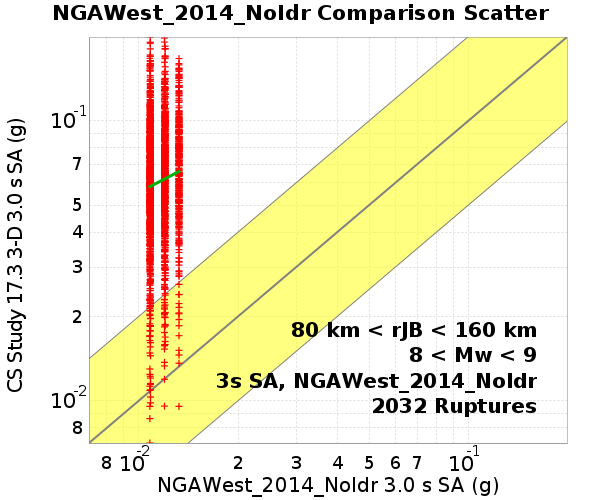 NGAWest_2014_NoIdr Comparison Scatter
CS Study 17.3 3-D 3.0 s SA (g)
10-1
7
5
4
3
2
10-2
8
80 km < rJB < 160 km
8 < Mw < 9
3s SA, NGAWest_2014_NoIdr
2032 Ruptures
8 10-2 2 3 4 5 6 7 10-1
NGAWest_2014_NoIdr 3.0 s SA (g)